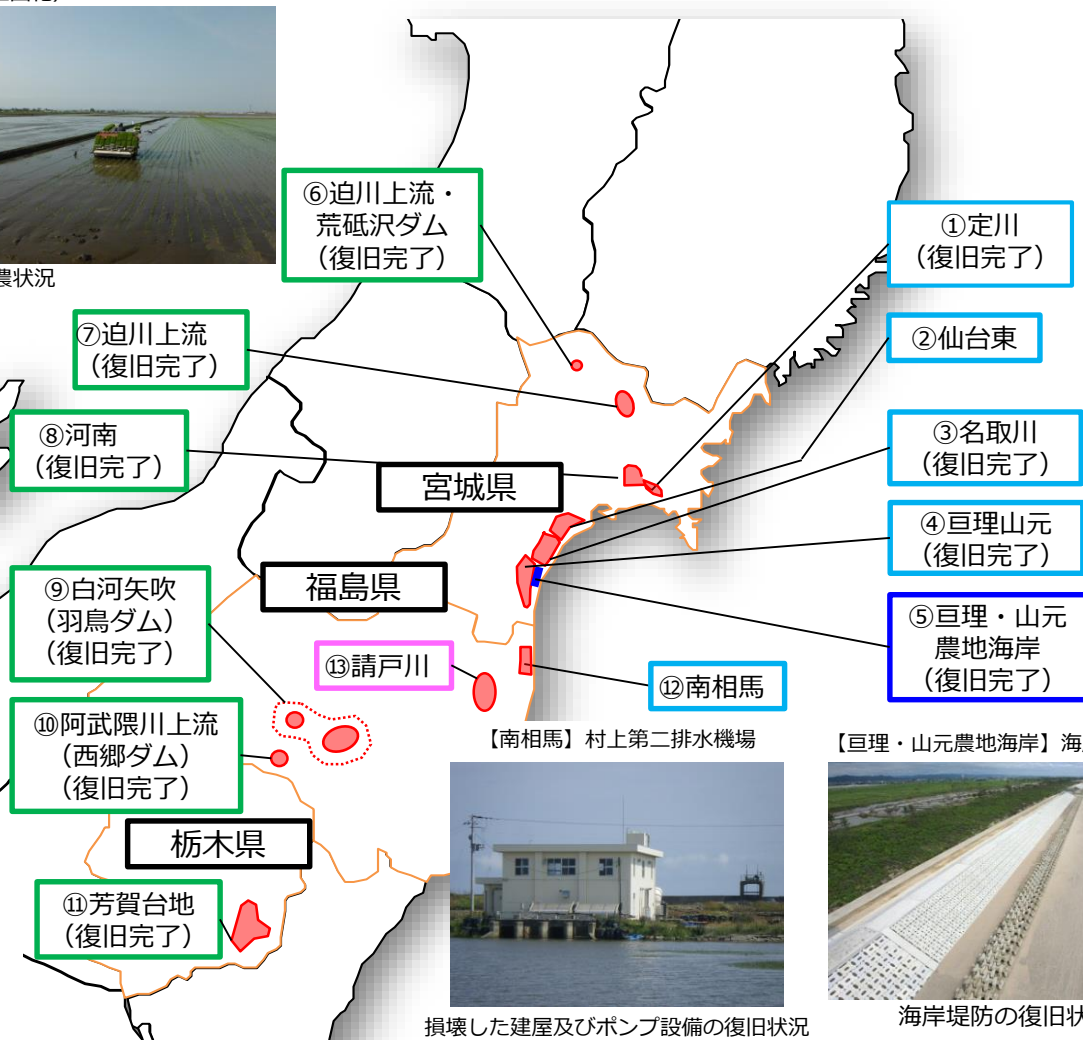 農状況
⑥迫川上流・
荒砥沢ダム
(復旧完了)
①定川
(復旧完了)
⑦迫川上流
(復旧完了)
②仙台東
⑧河南
(復旧完了)
③名取川
(復旧完了)
宮城県
④亘理山元
(復旧完了)
⑨白河矢吹
(羽鳥ダム)
(復旧完了)
福島県
⑤亘理・山元
農地海岸
(復旧完了)
⑬請戸川
⑫南相馬
⑩阿武隈川上流
(西郷ダム)
(復旧完了)
【南相馬】村上第二排水機場
【亘理・山元農地海岸】海
栃木県
⑪芳賀台地
(復旧完了)
損壊した建屋及びポンプ設備の復旧状況
海岸堤防の復旧状